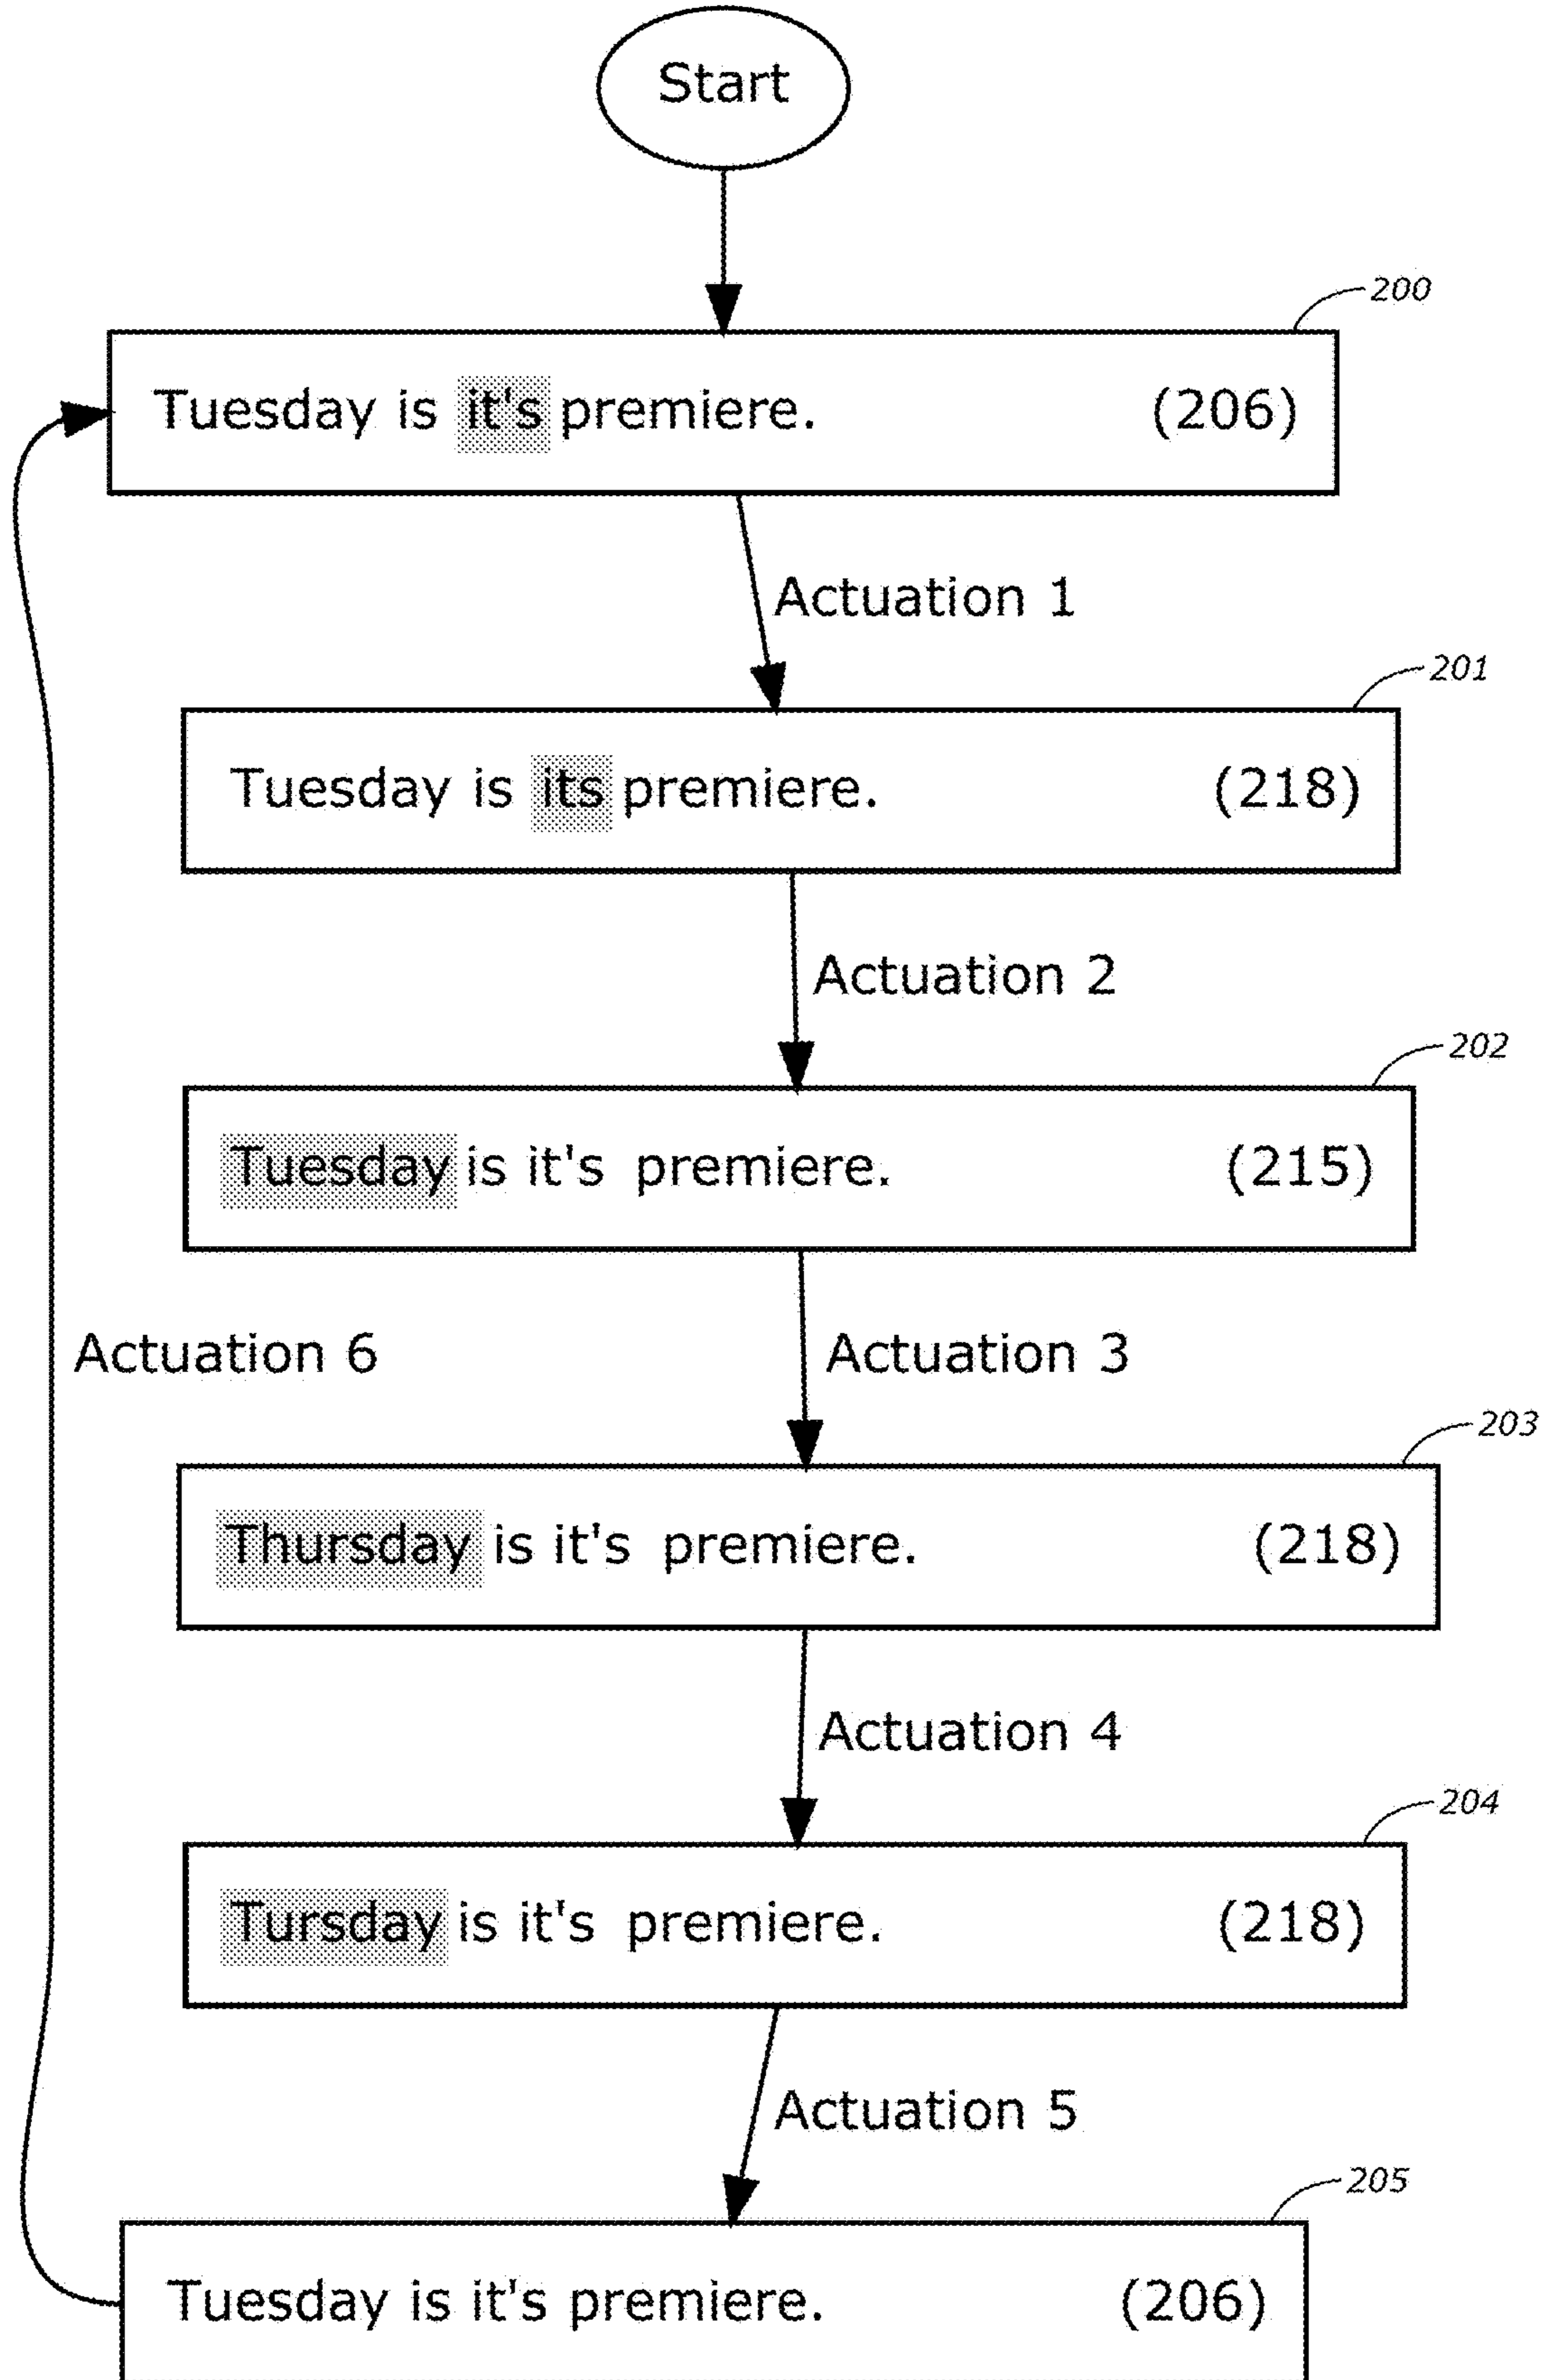 Start
200
Tuesday is it's premiere. (206)
Actuation 1
201
Tuesday is its premiere. (218)
Actuation 2
202
Tuesday is it's premiere. (215)
Actuation 6
Actuation 3
203
Thursday is it's premiere. (218)
Actuation 4
204
Tursday is it's premiere. (218)
Actuation 5
205
Tuesday is it's premiere. (206)